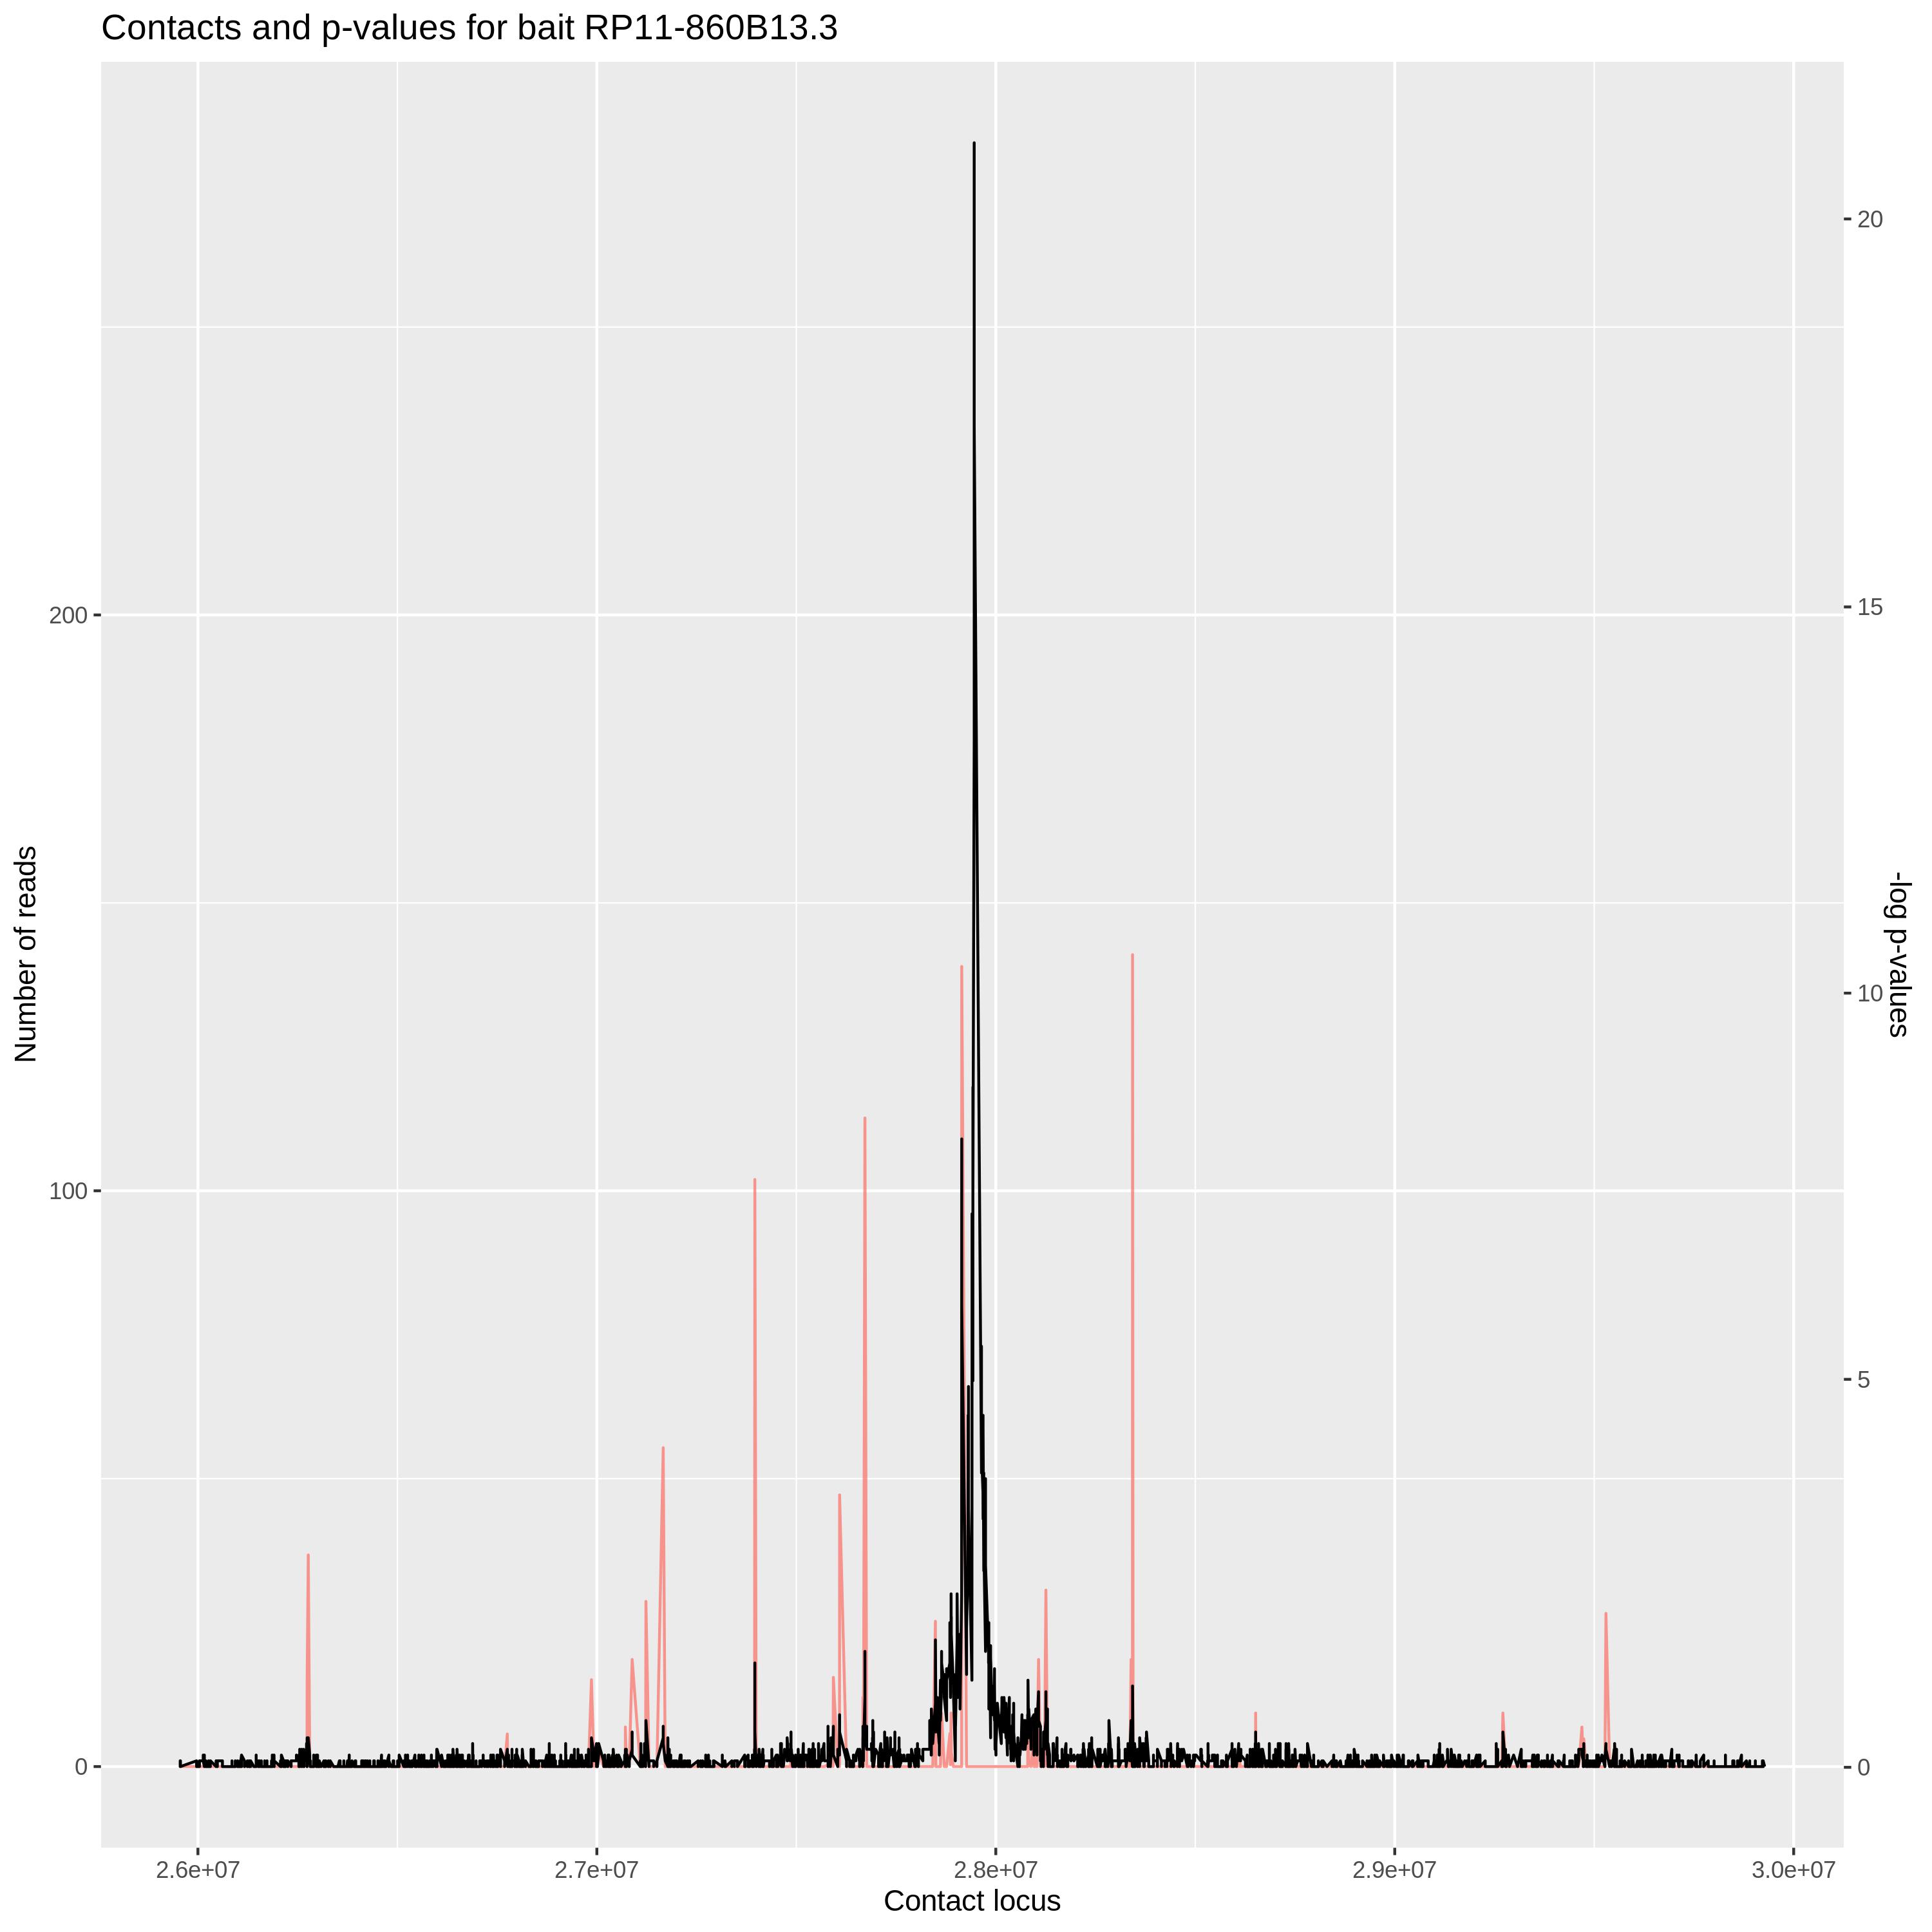 Contacts and p-values for bait RP11-860B13.3
Number of reads
200
100
0
20
15
10
5
0
-log p-values
2.6e+07 2.7e+07 2.8e+07 2.9e+07 3.0e+07
Contact locus